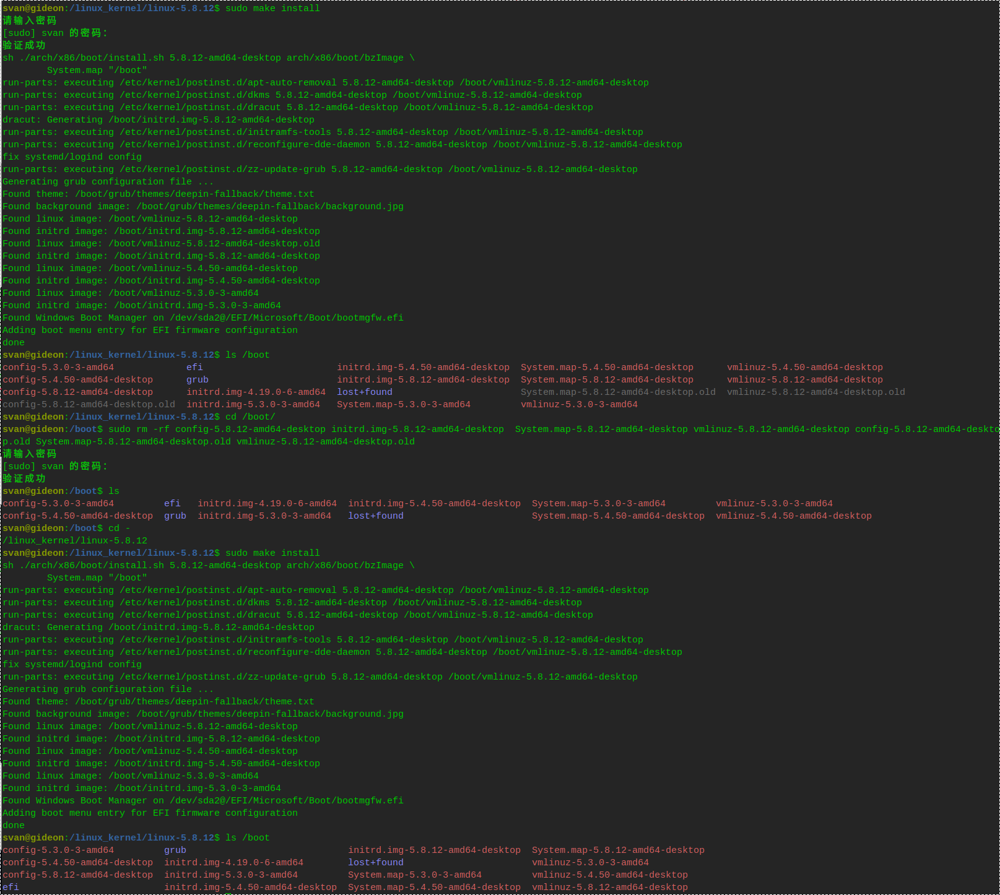 svan@gideon:/linux_kernel/linux-5.8.12$ sudo make install
请输入密码
[sudo] svan 的密码：
验证成功
sh ./arch/x86/boot/install.sh 5.8.12-amd64-desktop arch/x86/boot/bzImage \
        System.map "/boot"
run-parts: executing /etc/kernel/postinst.d/apt-auto-removal 5.8.12-amd64-desktop /boot/vmlinuz-5.8.12-amd64-desktop
run-parts: executing /etc/kernel/postinst.d/dkms 5.8.12-amd64-desktop /boot/vmlinuz-5.8.12-amd64-desktop
run-parts: executing /etc/kernel/postinst.d/dracut 5.8.12-amd64-desktop /boot/vmlinuz-5.8.12-amd64-desktop
dracut: Generating /boot/initrd.img-5.8.12-amd64-desktop
run-parts: executing /etc/kernel/postinst.d/initramfs-tools 5.8.12-amd64-desktop /boot/vmlinuz-5.8.12-amd64-desktop
run-parts: executing /etc/kernel/postinst.d/reconfigure-dde-daemon 5.8.12-amd64-desktop /boot/vmlinuz-5.8.12-amd64-desktop
fix systemd/logind config
run-parts: executing /etc/kernel/postinst.d/zz-update-grub 5.8.12-amd64-desktop /boot/vmlinuz-5.8.12-amd64-desktop
Generating grub configuration file ...
Found theme: /boot/grub/themes/deepin-fallback/theme.txt
Found background image: /boot/grub/themes/deepin-fallback/background.jpg
Found linux image: /boot/vmlinuz-5.8.12-amd64-desktop
Found initrd image: /boot/initrd.img-5.8.12-amd64-desktop
Found linux image: /boot/vmlinuz-5.8.12-amd64-desktop.old
Found initrd image: /boot/initrd.img-5.8.12-amd64-desktop
Found linux image: /boot/vmlinuz-5.4.50-amd64-desktop
Found initrd image: /boot/initrd.img-5.4.50-amd64-desktop
Found linux image: /boot/vmlinuz-5.3.0-3-amd64
Found initrd image: /boot/initrd.img-5.3.0-3-amd64
Found Windows Boot Manager on /dev/sda2@/EFI/Microsoft/Boot/bootmgfw.efi
Adding boot menu entry for EFI firmware configuration
done
svan@gideon:/linux_kernel/linux-5.8.12$ ls /boot
config-5.3.0-3-amd64             efi                        initrd.img-5.4.50-amd64-desktop  System.map-5.4.50-amd64-desktop      vmlinuz-5.4.50-amd64-desktop
config-5.4.50-amd64-desktop      grub                       initrd.img-5.8.12-amd64-desktop  System.map-5.8.12-amd64-desktop      vmlinuz-5.8.12-amd64-desktop
config-5.8.12-amd64-desktop      initrd.img-4.19.0-6-amd64  lost+found                       System.map-5.8.12-amd64-desktop.old  vmlinuz-5.8.12-amd64-desktop.old
config-5.8.12-amd64-desktop.old  initrd.img-5.3.0-3-amd64   System.map-5.3.0-3-amd64         vmlinuz-5.3.0-3-amd64
svan@gideon:/linux_kernel/linux-5.8.12$ cd /boot/
svan@gideon:/boot$ sudo rm -rf config-5.8.12-amd64-desktop initrd.img-5.8.12-amd64-desktop  System.map-5.8.12-amd64-desktop vmlinuz-5.8.12-amd64-desktop config-5.8.12-amd64-deskto
p.old System.map-5.8.12-amd64-desktop.old vmlinuz-5.8.12-amd64-desktop.old
请输入密码
[sudo] svan 的密码：
验证成功
svan@gideon:/boot$ ls
config-5.3.0-3-amd64         efi   initrd.img-4.19.0-6-amd64  initrd.img-5.4.50-amd64-desktop  System.map-5.3.0-3-amd64         vmlinuz-5.3.0-3-amd64
config-5.4.50-amd64-desktop  grub  initrd.img-5.3.0-3-amd64   lost+found                       System.map-5.4.50-amd64-desktop  vmlinuz-5.4.50-amd64-desktop
svan@gideon:/boot$ cd -
/linux_kernel/linux-5.8.12
svan@gideon:/linux_kernel/linux-5.8.12$ sudo make install
sh ./arch/x86/boot/install.sh 5.8.12-amd64-desktop arch/x86/boot/bzImage \
        System.map "/boot"
run-parts: executing /etc/kernel/postinst.d/apt-auto-removal 5.8.12-amd64-desktop /boot/vmlinuz-5.8.12-amd64-desktop
run-parts: executing /etc/kernel/postinst.d/dkms 5.8.12-amd64-desktop /boot/vmlinuz-5.8.12-amd64-desktop
run-parts: executing /etc/kernel/postinst.d/dracut 5.8.12-amd64-desktop /boot/vmlinuz-5.8.12-amd64-desktop
dracut: Generating /boot/initrd.img-5.8.12-amd64-desktop
run-parts: executing /etc/kernel/postinst.d/initramfs-tools 5.8.12-amd64-desktop /boot/vmlinuz-5.8.12-amd64-desktop
run-parts: executing /etc/kernel/postinst.d/reconfigure-dde-daemon 5.8.12-amd64-desktop /boot/vmlinuz-5.8.12-amd64-desktop
fix systemd/logind config
run-parts: executing /etc/kernel/postinst.d/zz-update-grub 5.8.12-amd64-desktop /boot/vmlinuz-5.8.12-amd64-desktop
Generating grub configuration file ...
Found theme: /boot/grub/themes/deepin-fallback/theme.txt
Found background image: /boot/grub/themes/deepin-fallback/background.jpg
Found linux image: /boot/vmlinuz-5.8.12-amd64-desktop
Found initrd image: /boot/initrd.img-5.8.12-amd64-desktop
Found linux image: /boot/vmlinuz-5.4.50-amd64-desktop
Found initrd image: /boot/initrd.img-5.4.50-amd64-desktop
Found linux image: /boot/vmlinuz-5.3.0-3-amd64
Found initrd image: /boot/initrd.img-5.3.0-3-amd64
Found Windows Boot Manager on /dev/sda2@/EFI/Microsoft/Boot/bootmgfw.efi
Adding boot menu entry for EFI firmware configuration
done
svan@gideon:/linux_kernel/linux-5.8.12$ ls /boot
config-5.3.0-3-amd64         grub                             initrd.img-5.8.12-amd64-desktop  System.map-5.8.12-amd64-desktop
config-5.4.50-amd64-desktop  initrd.img-4.19.0-6-amd64        lost+found                       vmlinuz-5.3.0-3-amd64
config-5.8.12-amd64-desktop  initrd.img-5.3.0-3-amd64         System.map-5.3.0-3-amd64         vmlinuz-5.4.50-amd64-desktop
efi                          initrd.img-5.4.50-amd64-desktop  System.map-5.4.50-amd64-desktop  vmlinuz-5.8.12-amd64-desktop